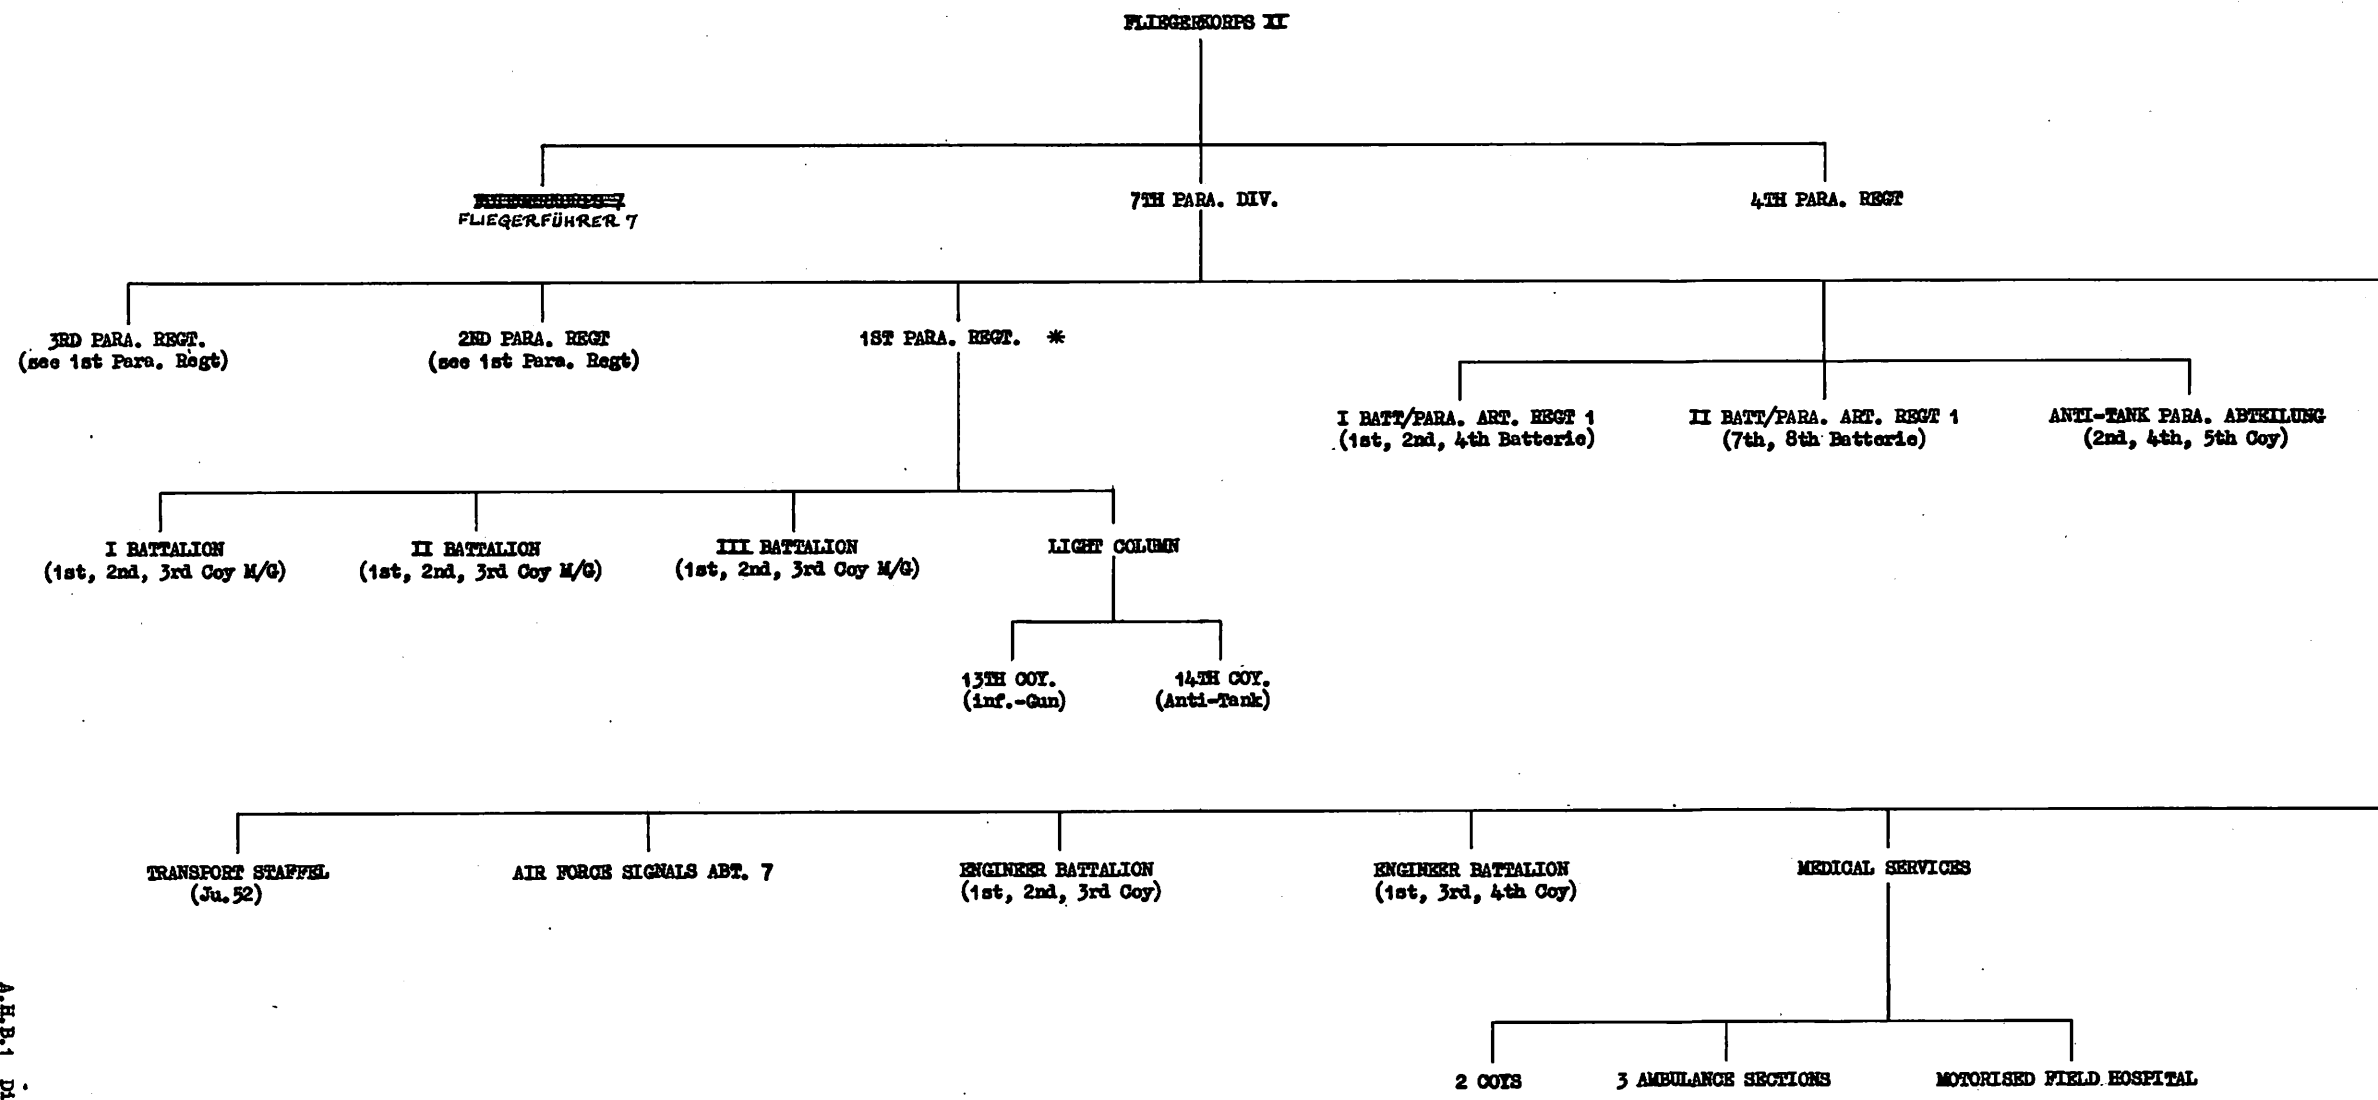 FLIEGERKORPS II
FLIEGERFÜHRER 7
7TH PARA. DIV.
4TH PARA. REGT
3RD PARA. REGT.
(see 1st Para. Regt)
2ND PARA. REGT
(see 1st Para. Regt)
1ST PARA. REGT. *
I BATT/PARA. ART. REGT 1
(1st, 2nd, 4th Batterie)
II BATT/PARA. ART. REGT 1
(7th, 8th Batterie)
ANTI-TANK PARA. ABTEILUNG
(2nd, 4th, 5th Coy)
I BATTALION
(1st, 2nd, 3rd Coy M/G)
II BATTALION
(1st, 2nd, 3rd Coy M/G)
III BATTALION
(1st, 2nd, 3rd Coy M/G)
LIGHT COLUMN
13TH COY.
(inf.-Gun)
14TH COY.
(Anti-Tank)
TRANSPORT STAFFEL
(Ju.52)
AIR FORCE SIGNALS ABT. 7
ENGINEER BATTALION
(1st, 2nd, 3rd Coy)
ENGINEER BATTALION
(1st, 3rd, 4th Coy)
MEDICAL SERVICES
2 COYS
3 AMBULANCE SECTIONS
MOTORISED FIELD HOSPITAL
A.H.B.1